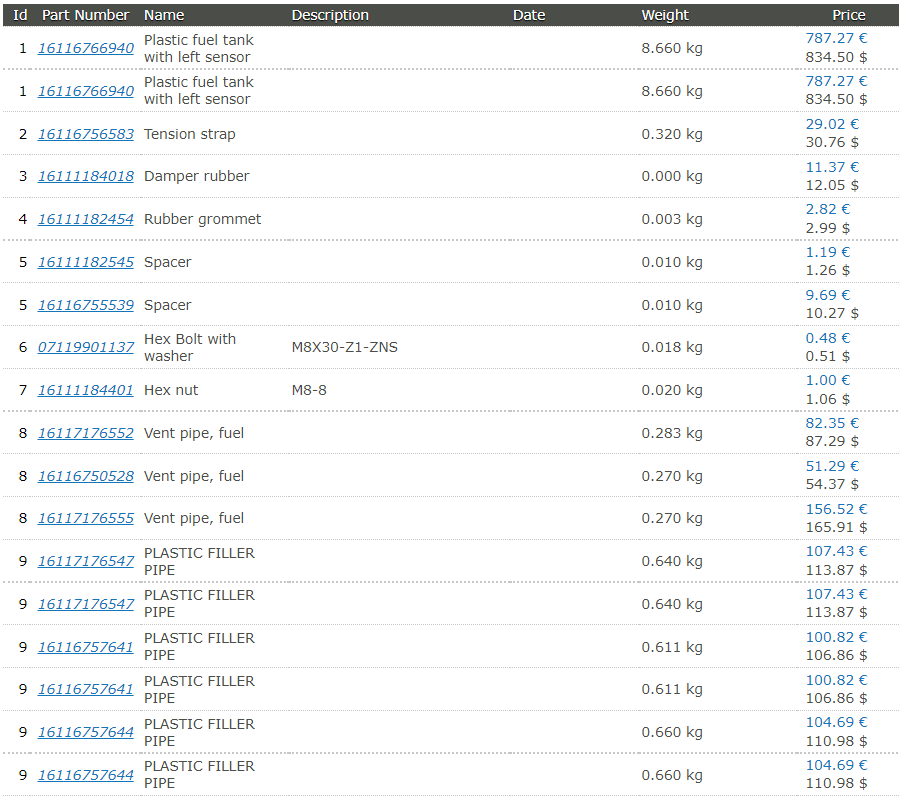 Id Part Number Name Description Date Weight Price
1 16116766940 Plastic fuel tank with left sensor 8.660 kg 787.27 € 834.50 $
1 16116766940 Plastic fuel tank with left sensor 8.660 kg 787.27 € 834.50 $
2 16116756583 Tension strap 0.320 kg 29.02 € 30.76 $
3 16111184018 Damper rubber 0.000 kg 11.37 € 12.05 $
4 16111182454 Rubber grommet 0.003 kg 2.82 € 2.99 $
5 16111182545 Spacer 0.010 kg 1.19 € 1.26 $
5 16116755539 Spacer 0.010 kg 9.69 € 10.27 $
6 07119901137 Hex Bolt with washer M8X30-Z1-ZNS 0.018 kg 0.48 € 0.51 $
7 16111184401 Hex nut M8-8 0.020 kg 1.00 € 1.06 $
8 16117176552 Vent pipe, fuel 0.283 kg 82.35 € 87.29 $
8 16116750528 Vent pipe, fuel 0.270 kg 51.29 € 54.37 $
8 16117176555 Vent pipe, fuel 0.270 kg 156.52 € 165.91 $
9 16117176547 PLASTIC FILLER PIPE 0.640 kg 107.43 € 113.87 $
9 16117176547 PLASTIC FILLER PIPE 0.640 kg 107.43 € 113.87 $
9 16116757641 PLASTIC FILLER PIPE 0.611 kg 100.82 € 106.86 $
9 16116757641 PLASTIC FILLER PIPE 0.611 kg 100.82 € 106.86 $
9 16116757644 PLASTIC FILLER PIPE 0.660 kg 104.69 € 110.98 $
9 16116757644 PLASTIC FILLER PIPE 0.660 kg 104.69 € 110.98 $